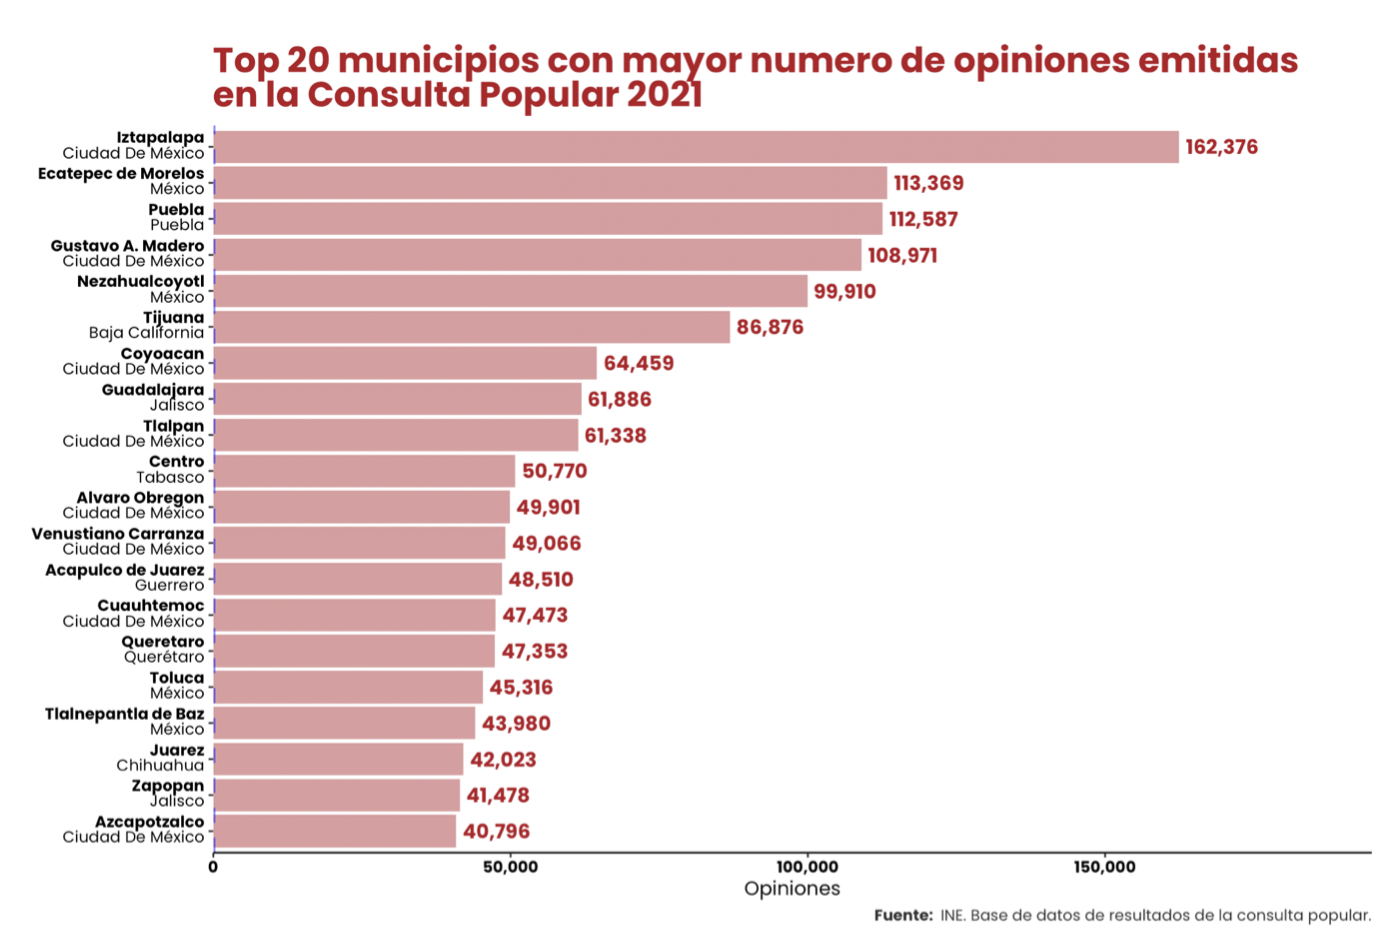 Top 20 municipios con mayor numero de opiniones emitidas
en la Consulta Popular 2021
Iztapalapa
Ciudad De México
162,376
Ecatepec de Morelos
México
113,369
Puebla
Puebla
112,587
Gustavo A. Madero
Ciudad De México
108,971
Nezahualcoyotl
México
99,910
Tijuana
Baja California
86,876
Coyoacan
Ciudad De México
64,459
Guadalajara
Jalisco
61,886
Tlalpan
Ciudad De México
61,338
Centro
Tabasco
50,770
Alvaro Obregon
Ciudad De México
49,901
Venustiano Carranza
Ciudad De México
49,066
Acapulco de Juarez
Guerrero
48,510
Cuauhtemoc
Ciudad De México
47,473
Queretaro
Querétaro
47,353
Toluca
México
45,316
Tlalnepantla de Baz
México
43,980
Juarez
Chihuahua
42,023
Zapopan
Jalisco
41,478
Azcapotzalco
Ciudad De México
40,796
0 50,000 100,000 150,000
Opiniones
Fuente: INE. Base de datos de resultados de la consulta popular.